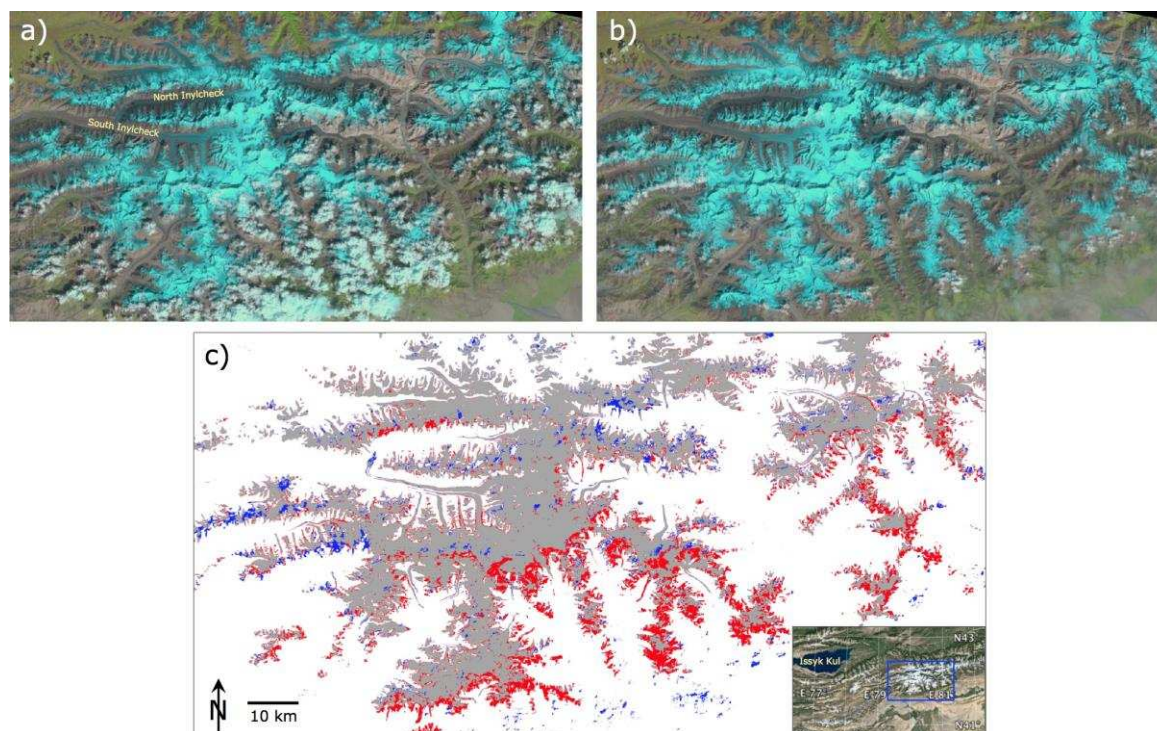 a)
North Inylcheck
South Inylcheck
b)
c)
N
10 km
Issyk Kul
N43
E 77
E 79
E 81
N41